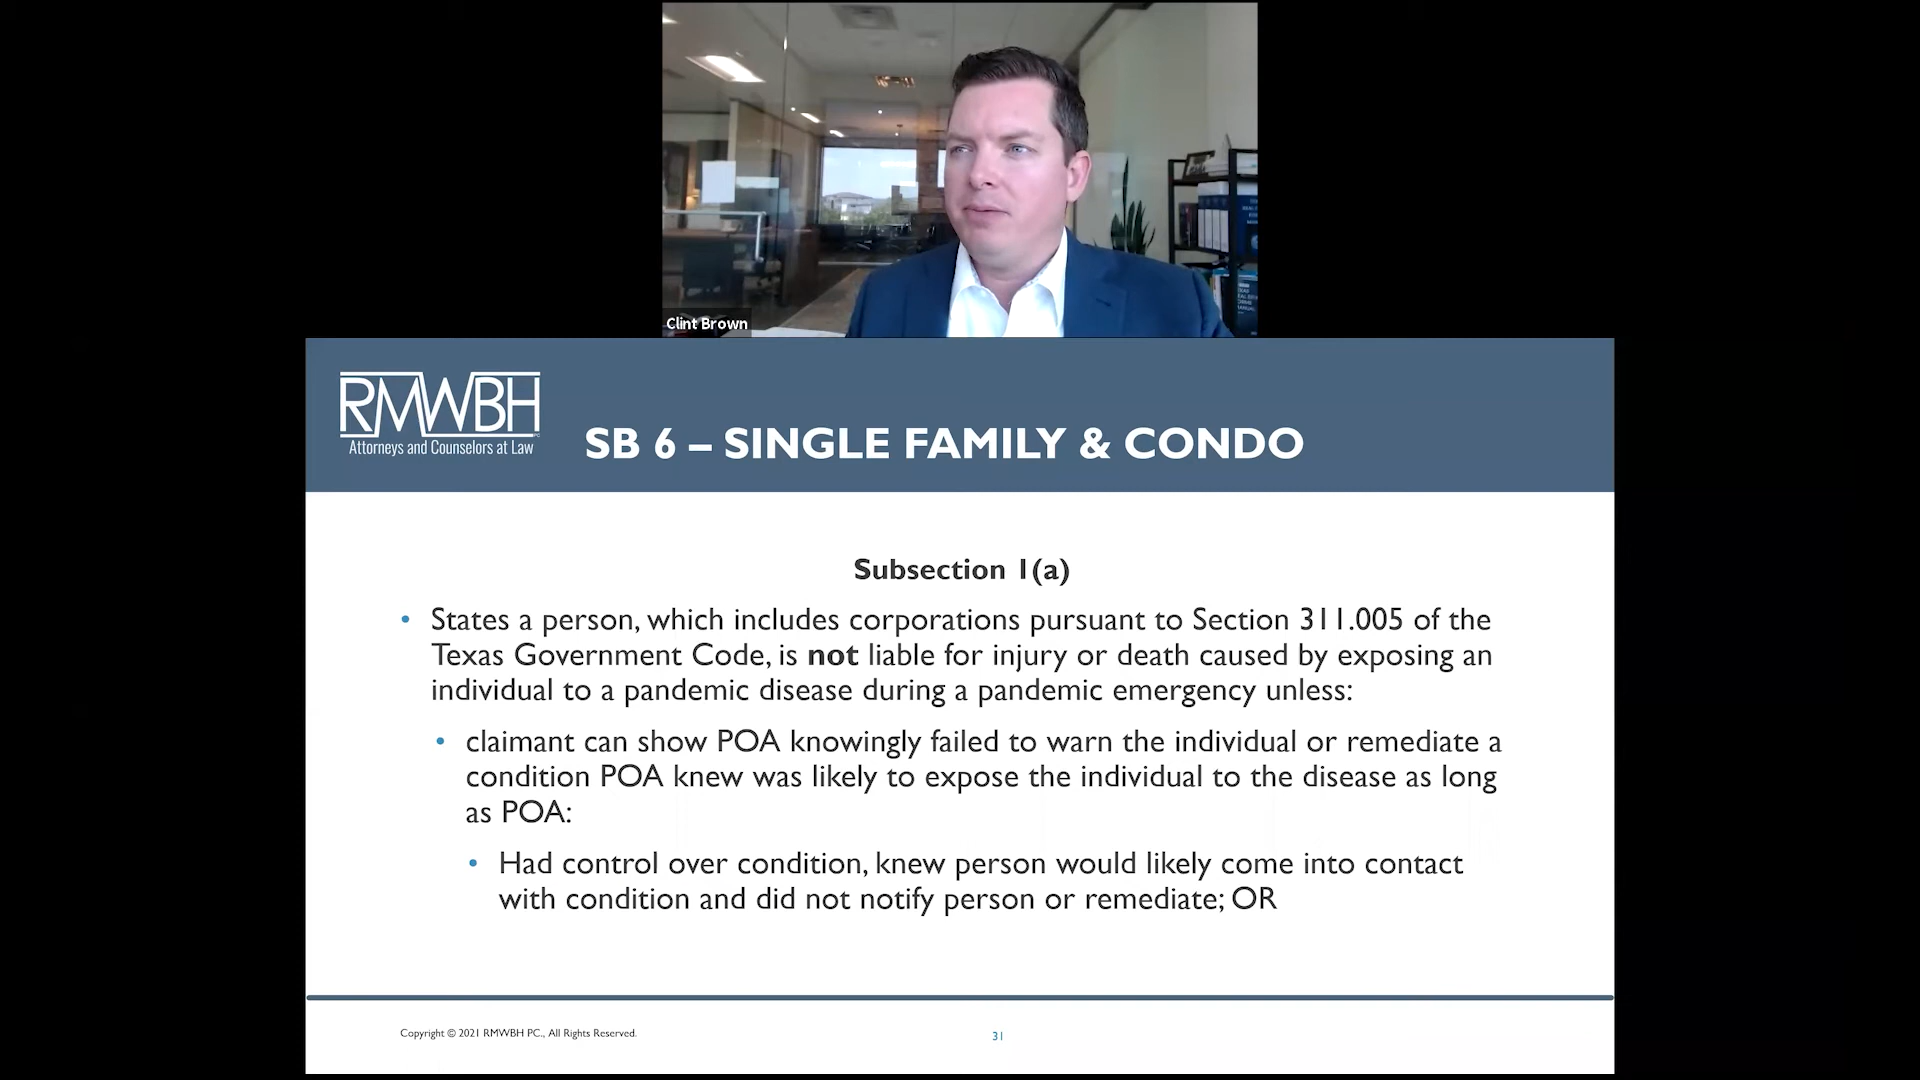 Clint Brown
RMWBH PC
Attorneys and Counselors at Law
SB 6 – SINGLE FAMILY & CONDO
Subsection 1(a)
• States a person, which includes corporations pursuant to Section 311.005 of the
Texas Government Code, is not liable for injury or death caused by exposing an
individual to a pandemic disease during a pandemic emergency unless:
• claimant can show POA knowingly failed to warn the individual or remediate a
condition POA knew was likely to expose the individual to the disease as long
as POA:
• Had control over condition, knew person would likely come into contact
with condition and did not notify person or remediate; OR
Copyright © 2021 RMWBH PC., All Rights Reserved.
31